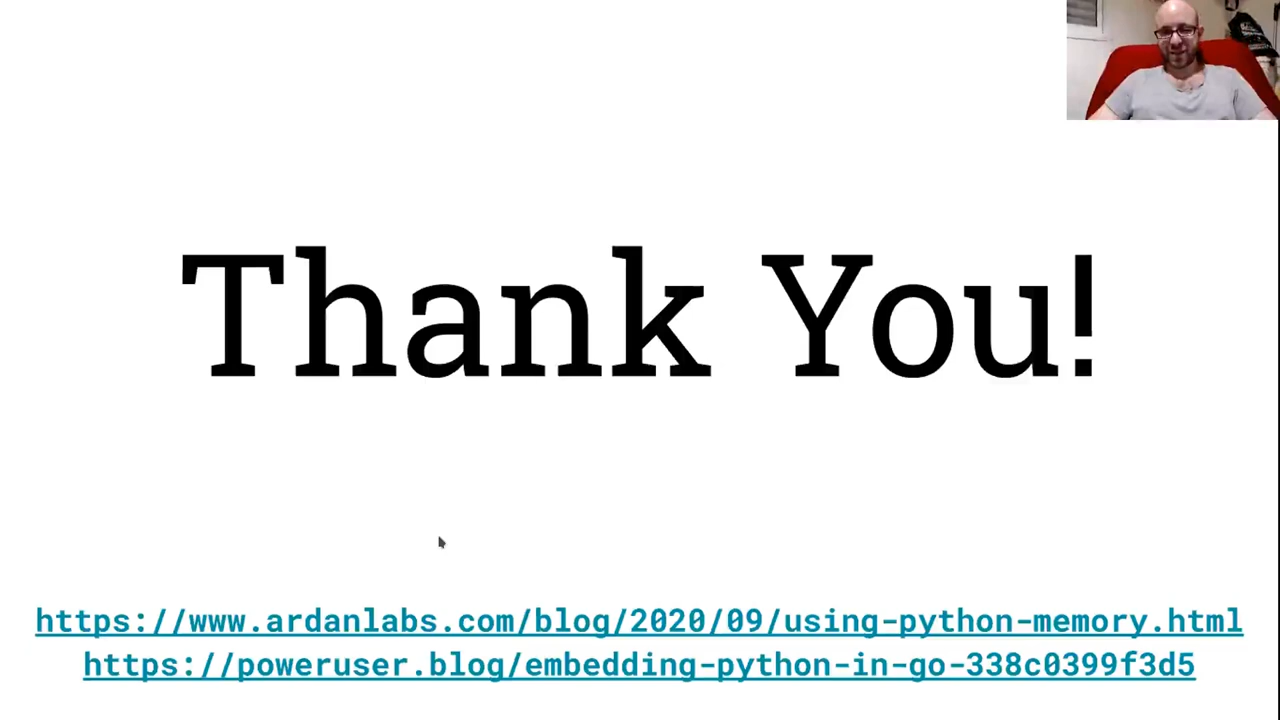 Thank You!
https://www.ardanlabs.com/blog/2020/09/using-python-memory.html
https://poweruser.blog/embedding-python-in-go-338c0399f3d5